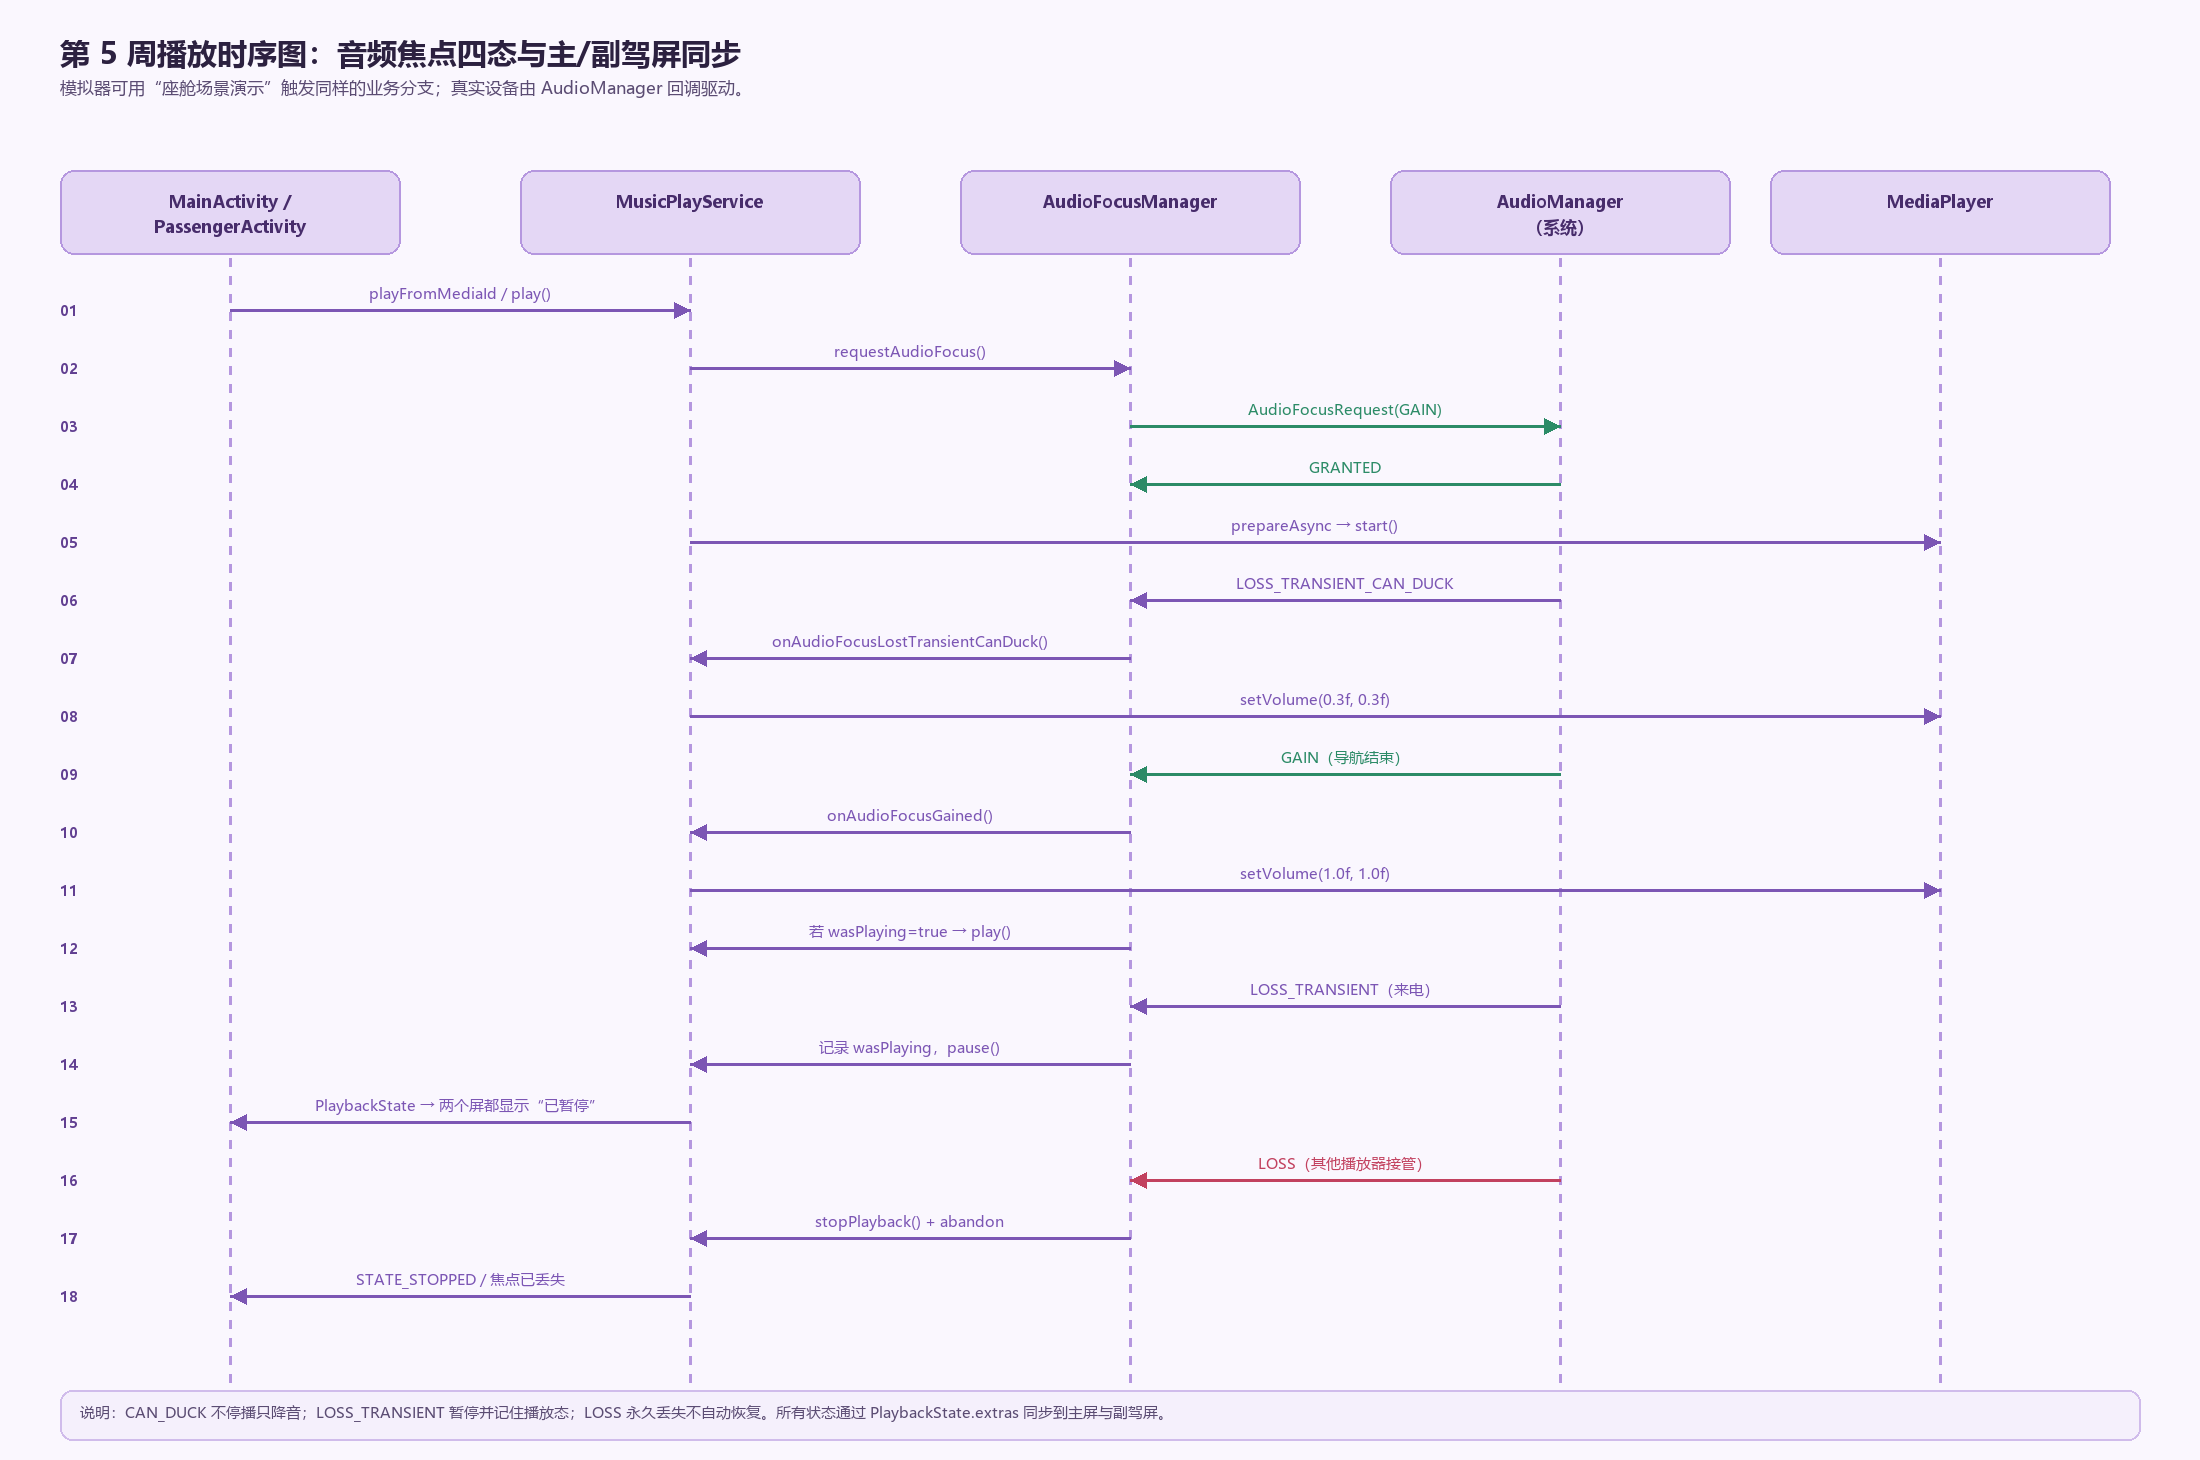 第 5 周播放时序图：音频焦点四态与主/副驾屏同步
模拟器可用“座舱场景演示”触发同样的业务分支；真实设备由 AudioManager 回调驱动。
MainActivity /
PassengerActivity
MusicPlayService
AudioFocusManager
AudioManager
（系统）
MediaPlayer
01
playFromMediaId / play()
02
requestAudioFocus()
03
AudioFocusRequest(GAIN)
04
GRANTED
05
prepareAsync → start()
06
LOSS_TRANSIENT_CAN_DUCK
07
onAudioFocusLostTransientCanDuck()
08
setVolume(0.3f, 0.3f)
09
GAIN（导航结束）
10
onAudioFocusGained()
11
setVolume(1.0f, 1.0f)
12
若 wasPlaying=true → play()
13
LOSS_TRANSIENT（来电）
14
记录 wasPlaying，pause()
15
PlaybackState → 两个屏都显示“已暂停”
16
LOSS（其他播放器接管）
17
stopPlayback() + abandon
18
STATE_STOPPED / 焦点已丢失
说明：CAN_DUCK 不停播只降音；LOSS_TRANSIENT 暂停并记住播放态；LOSS 永久丢失不自动恢复。所有状态通过 PlaybackState.extras 同步到主屏与副驾屏。